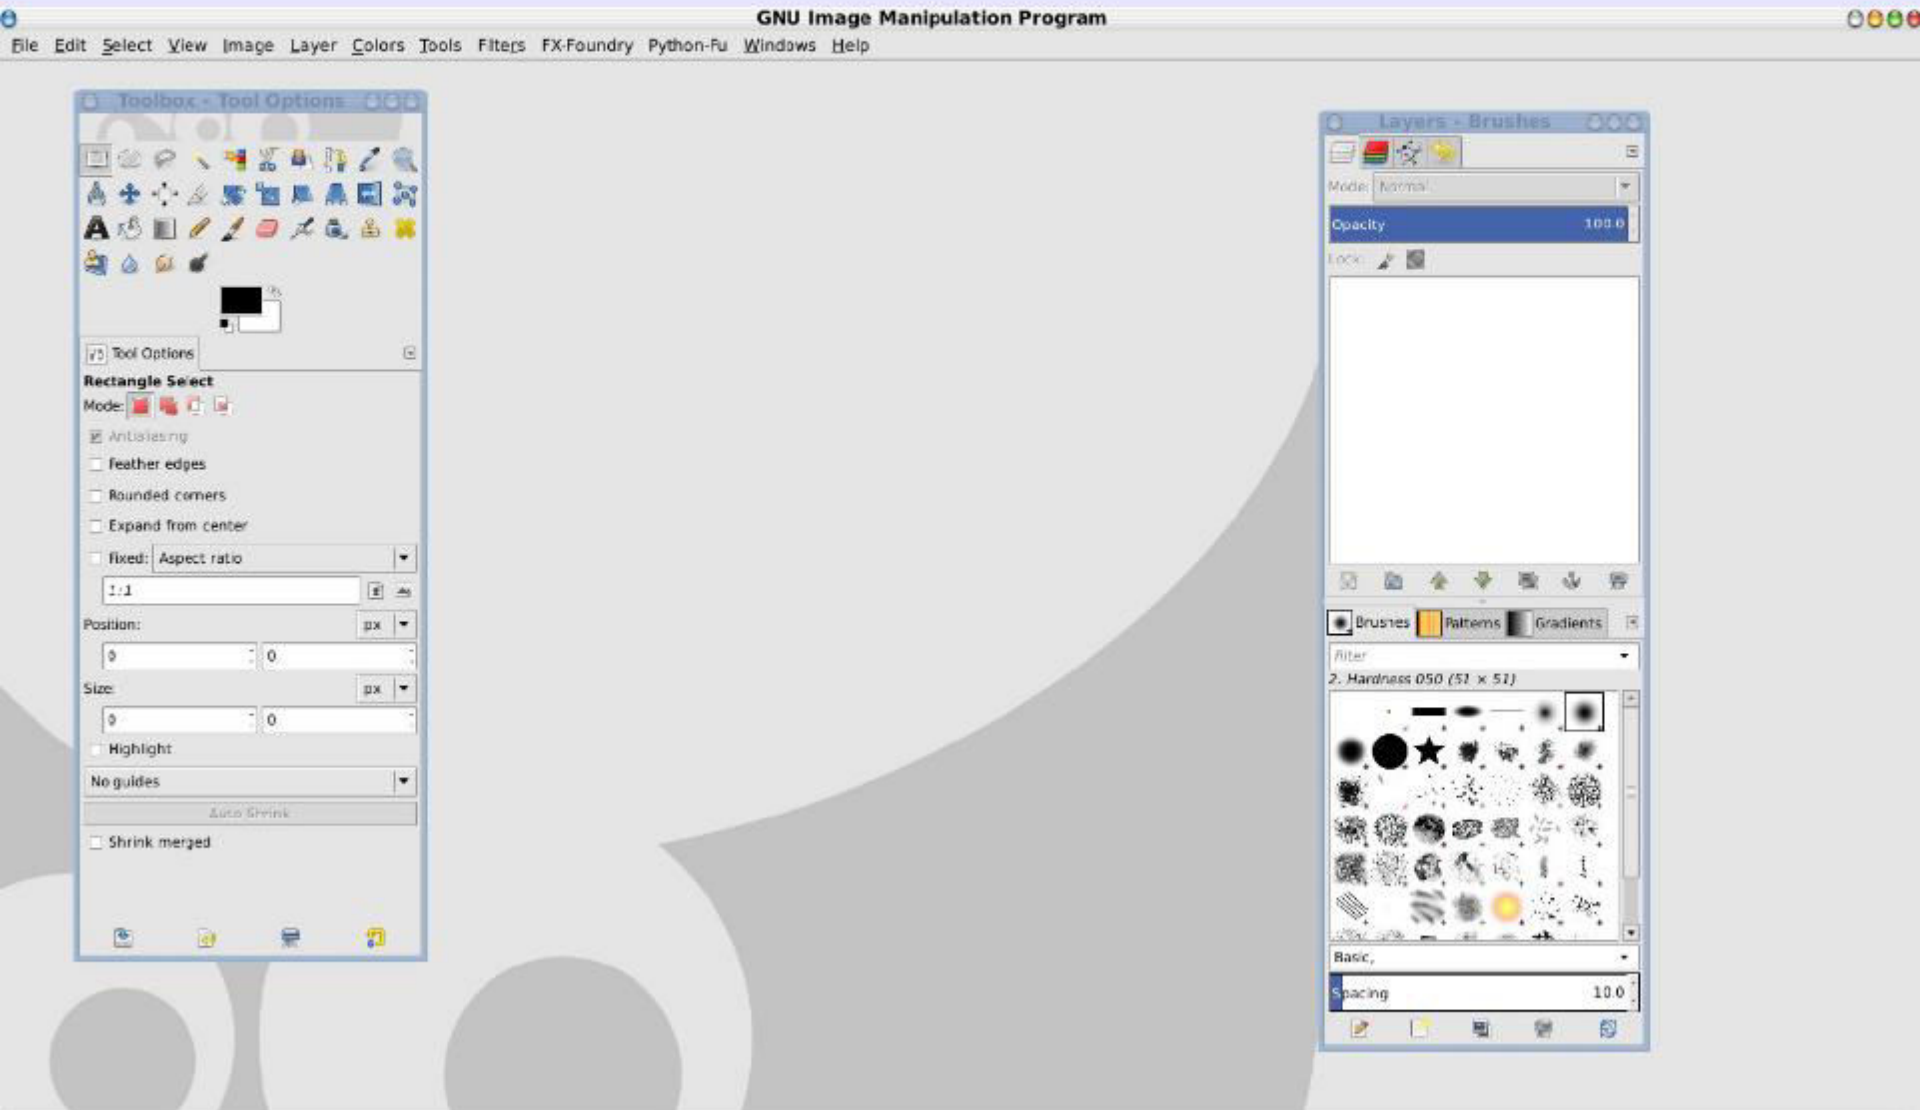 GNU Image Manipulation Program
File Edit Select View Image Layer Colors Tools Filters FX-Foundry Python-Fu Windows Help
Toolbox - Tool Options
Tool Options
Rectangle Select
Mode:
Antialiasing
Feather edges
Rounded corners
Expand from center
Fixed: Aspect ratio
1:1
Position: px
0 0
Size: px
0 0
Highlight
No guides
Auto Shrink
Shrink merged
Layers - Brushes
Mode: Normal
Opacity 100.0
Lock:
Brushes Patterns Gradients
filter
2. Hardness 050 (51 × 51)
Basic,
Spacing 10.0